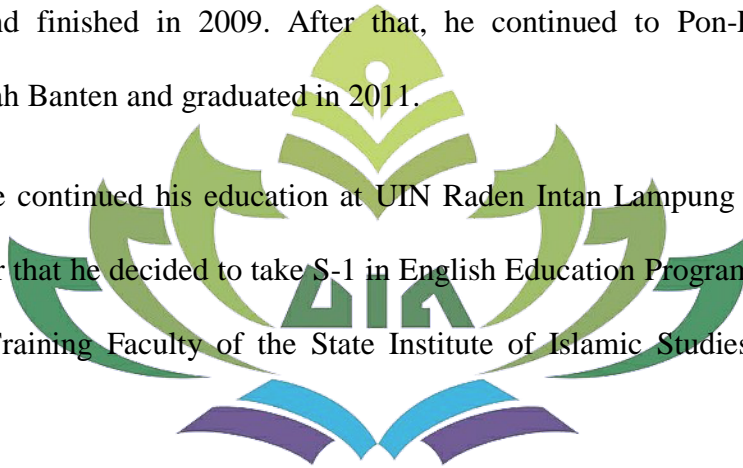 nd finished in 2009. After that, he continued to Pon-
ah Banten and graduated in 2011.
e continued his education at UIN Raden Intan Lampung
r that he decided to take S-1 in English Education Program
Training Faculty of the State Institute of Islamic Studies
UIN